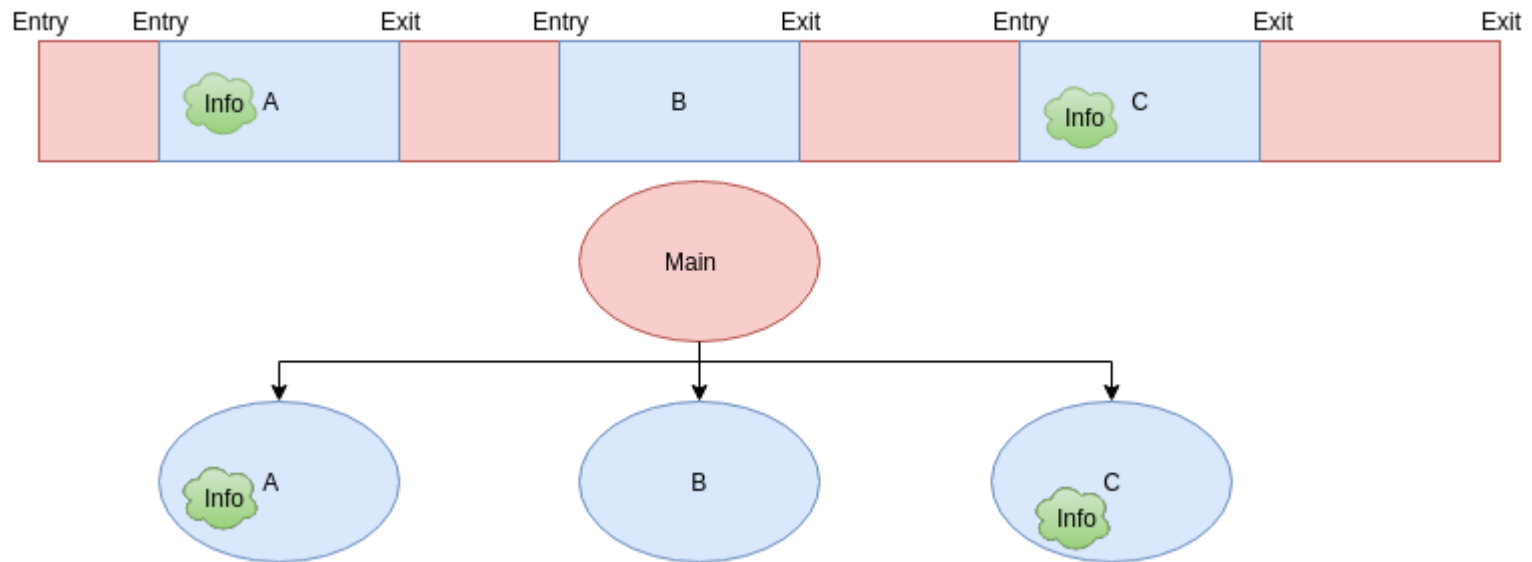 Entry Entry Exit Entry Exit Entry Exit Exit
Info A B Info C
Main
Info A B C
Info